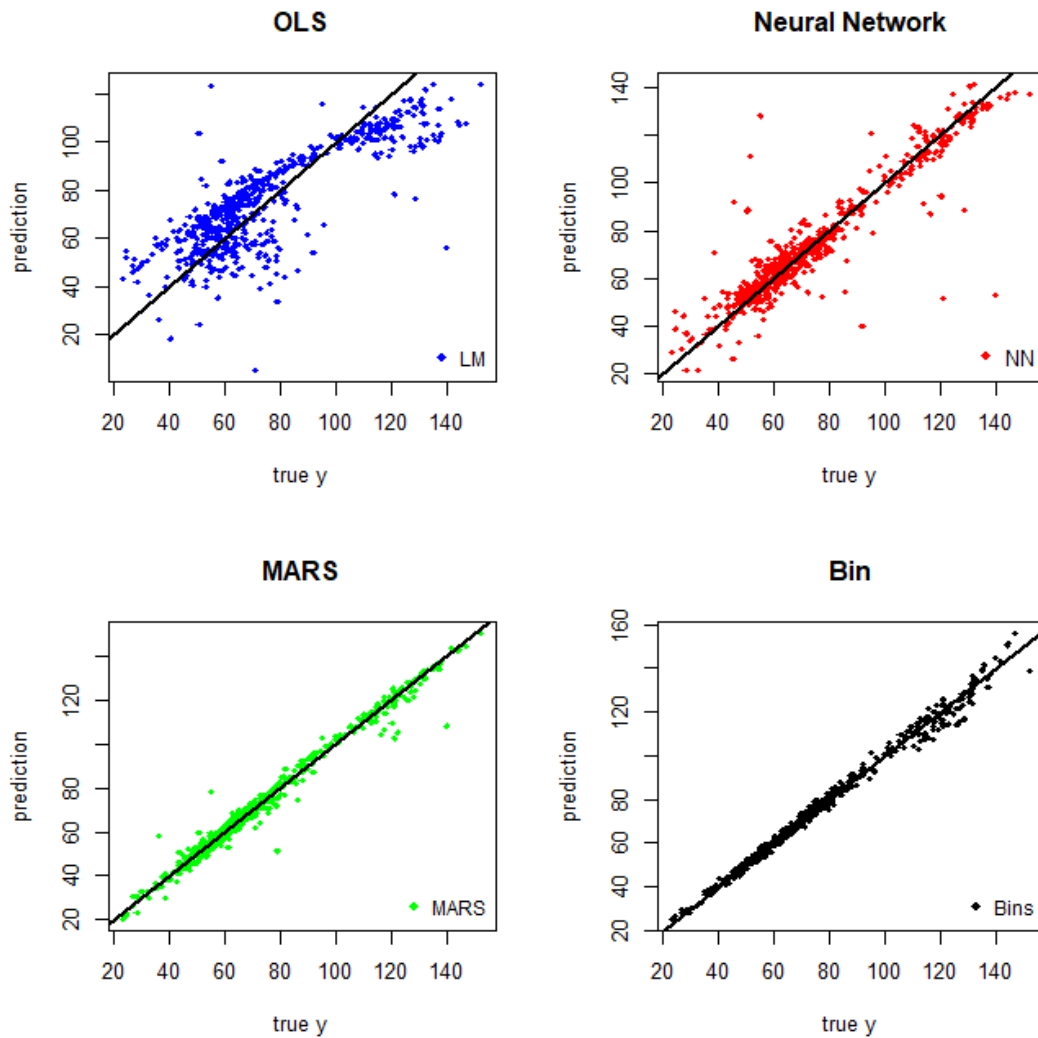 OLS
prediction
20 40 60 80 100
LM
20 40 60 80 100 120 140
true y
Neural Network
prediction
20 40 60 80 100 140
NN
20 40 60 80 100 120 140
true y
MARS
prediction
20 40 60 80 120
MARS
20 40 60 80 100 120 140
true y
Bin
prediction
20 40 60 80 120 160
Bins
20 40 60 80 100 120 140
true y